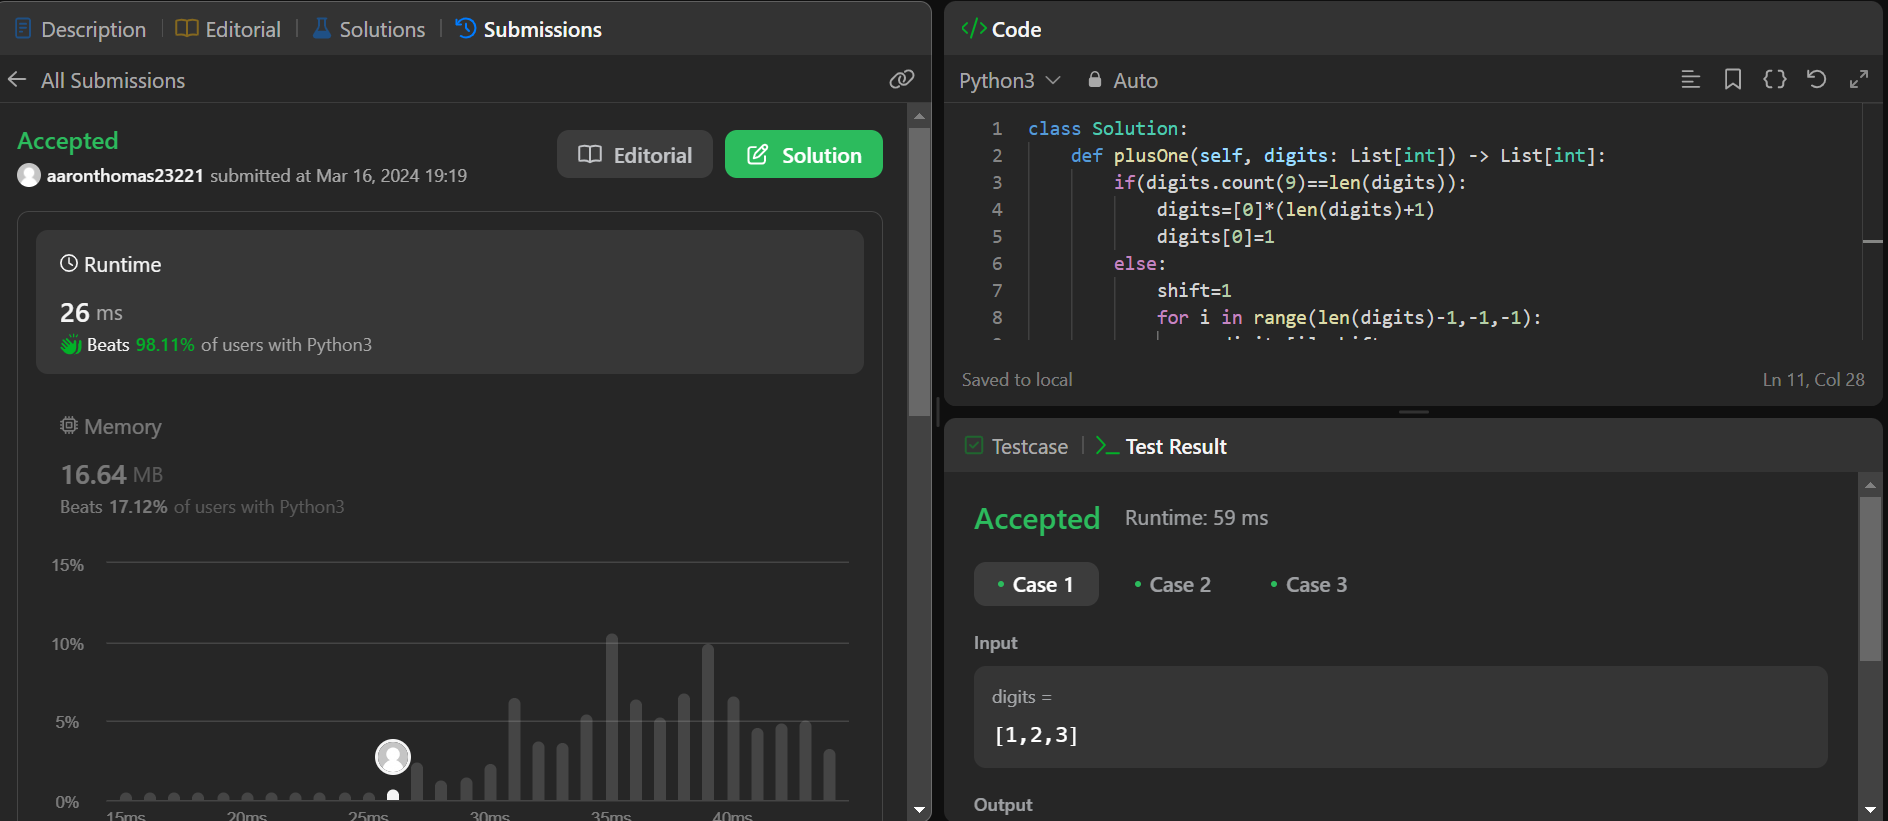 Description
Editorial
Solutions
Submissions
All Submissions
Accepted
aaronthomas23221 submitted at Mar 16, 2024 19:19
Editorial
Solution
Runtime
26 ms
Beats 98.11% of users with Python3
Memory
16.64 MB
Beats 17.12% of users with Python3
15%
10%
5%
0%
15ms 20ms 25ms 30ms 35ms 40ms
</> Code
Python3
Auto
1 class Solution:
2 def plusOne(self, digits: List[int]) -> List[int]:
3 if(digits.count(9)==len(digits)):
4 digits=[0]*(len(digits)+1)
5 digits[0]=1
6 else:
7 shift=1
8 for i in range(len(digits)-1,-1,-1):
Saved to local
Ln 11, Col 28
Testcase
Test Result
Accepted Runtime: 59 ms
Case 1
Case 2
Case 3
Input
digits =
[1,2,3]
Output